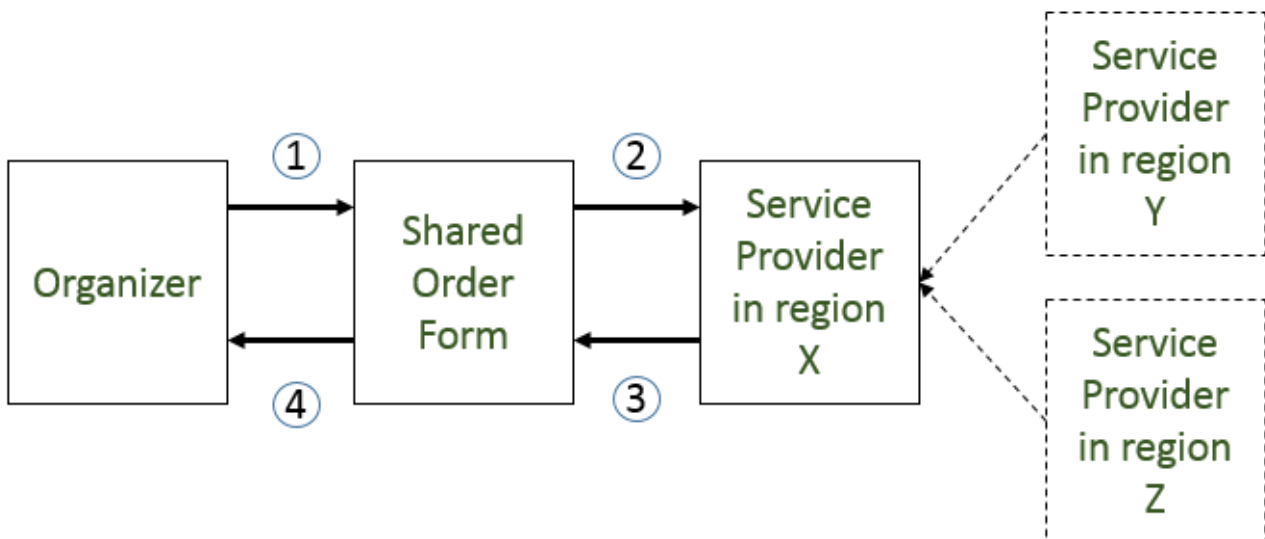 Organizer
1
4
Shared
Order
Form
2
3
Service
Provider
in region
X
Service
Provider
in region
Y
Service
Provider
in region
Z